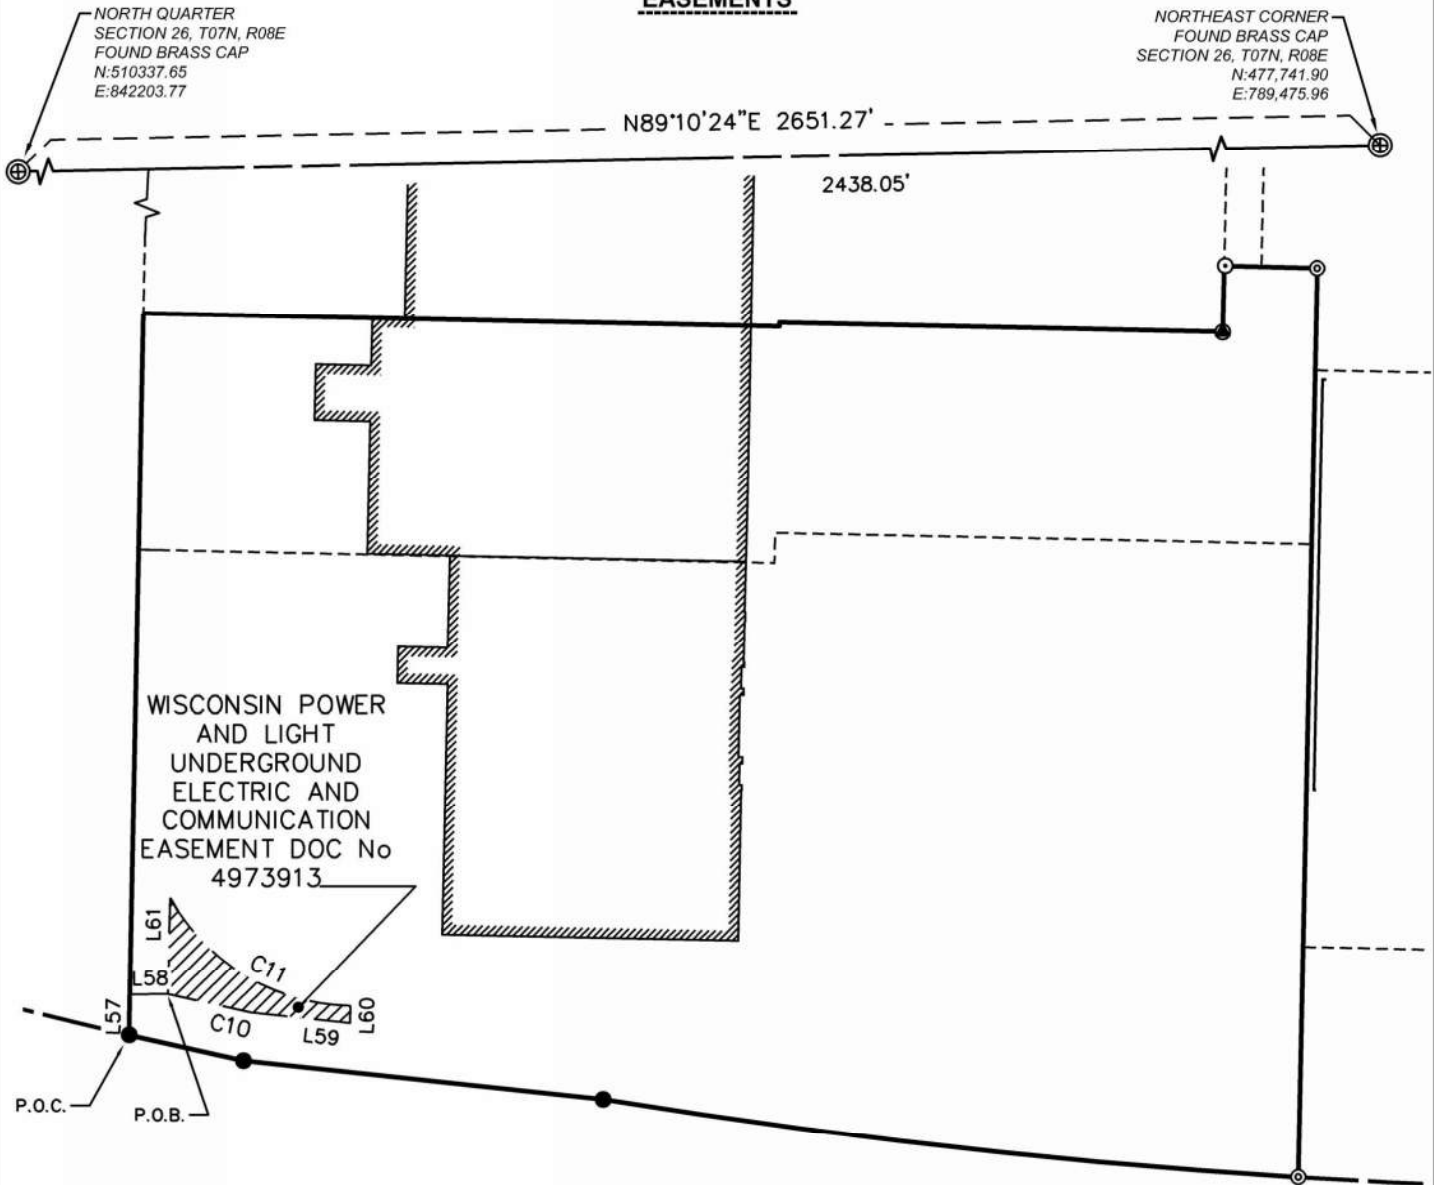 EASEMENTS
NORTH QUARTER
SECTION 26, T07N, R08E
FOUND BRASS CAP
N:510337.65
E:842203.77
NORTHEAST CORNER
FOUND BRASS CAP
SECTION 26, T07N, R08E
N:477,741.90
E:789,475.96
N89°10'24"E 2651.27'
2438.05'
WISCONSIN POWER
AND LIGHT
UNDERGROUND
ELECTRIC AND
COMMUNICATION
EASEMENT DOC No
4973913
L61
L58
C11
L57
C10
L59
L60
P.O.C.
P.O.B.